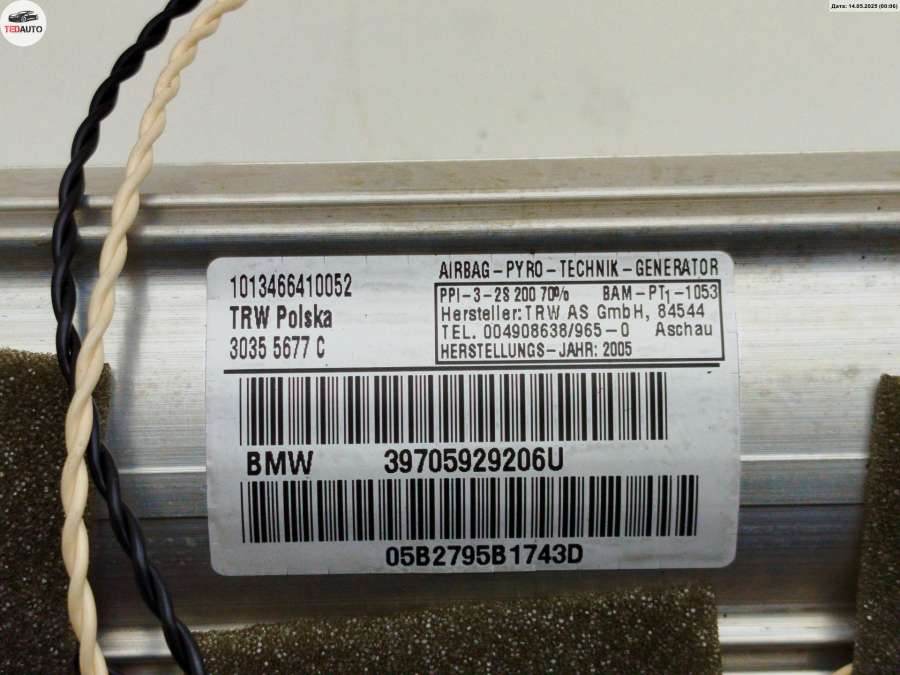 TEDAUTO
Дата: 14.05.2025 (00:06)
1013466410052
TRW Polska
3035 5677 C
AIRBAG-PYRO-TECHNIK-GENERATOR
PPI-3-2S 200 70% BAM-PT1-1053
Hersteller: TRW AS GmbH, 84544
TEL. 004908638/965-0 Aschau
HERSTELLUNGS-JAHR: 2005
BMW 39705929206U
05B2795B1743D